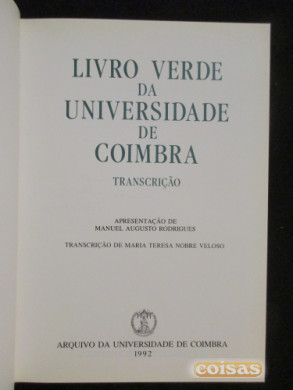 LIVRO VERDE
DA
UNIVERSIDADE
DE
COIMBRA
TRANSCRIÇÃO
APRESENTAÇÃO DE
MANUEL AUGUSTO RODRIGUES
TRANSCRIÇÃO DE MARIA TERESA NOBRE VELOSO
ARQUIVO DA UNIVERSIDADE DE COIMBRA
1992
coisas